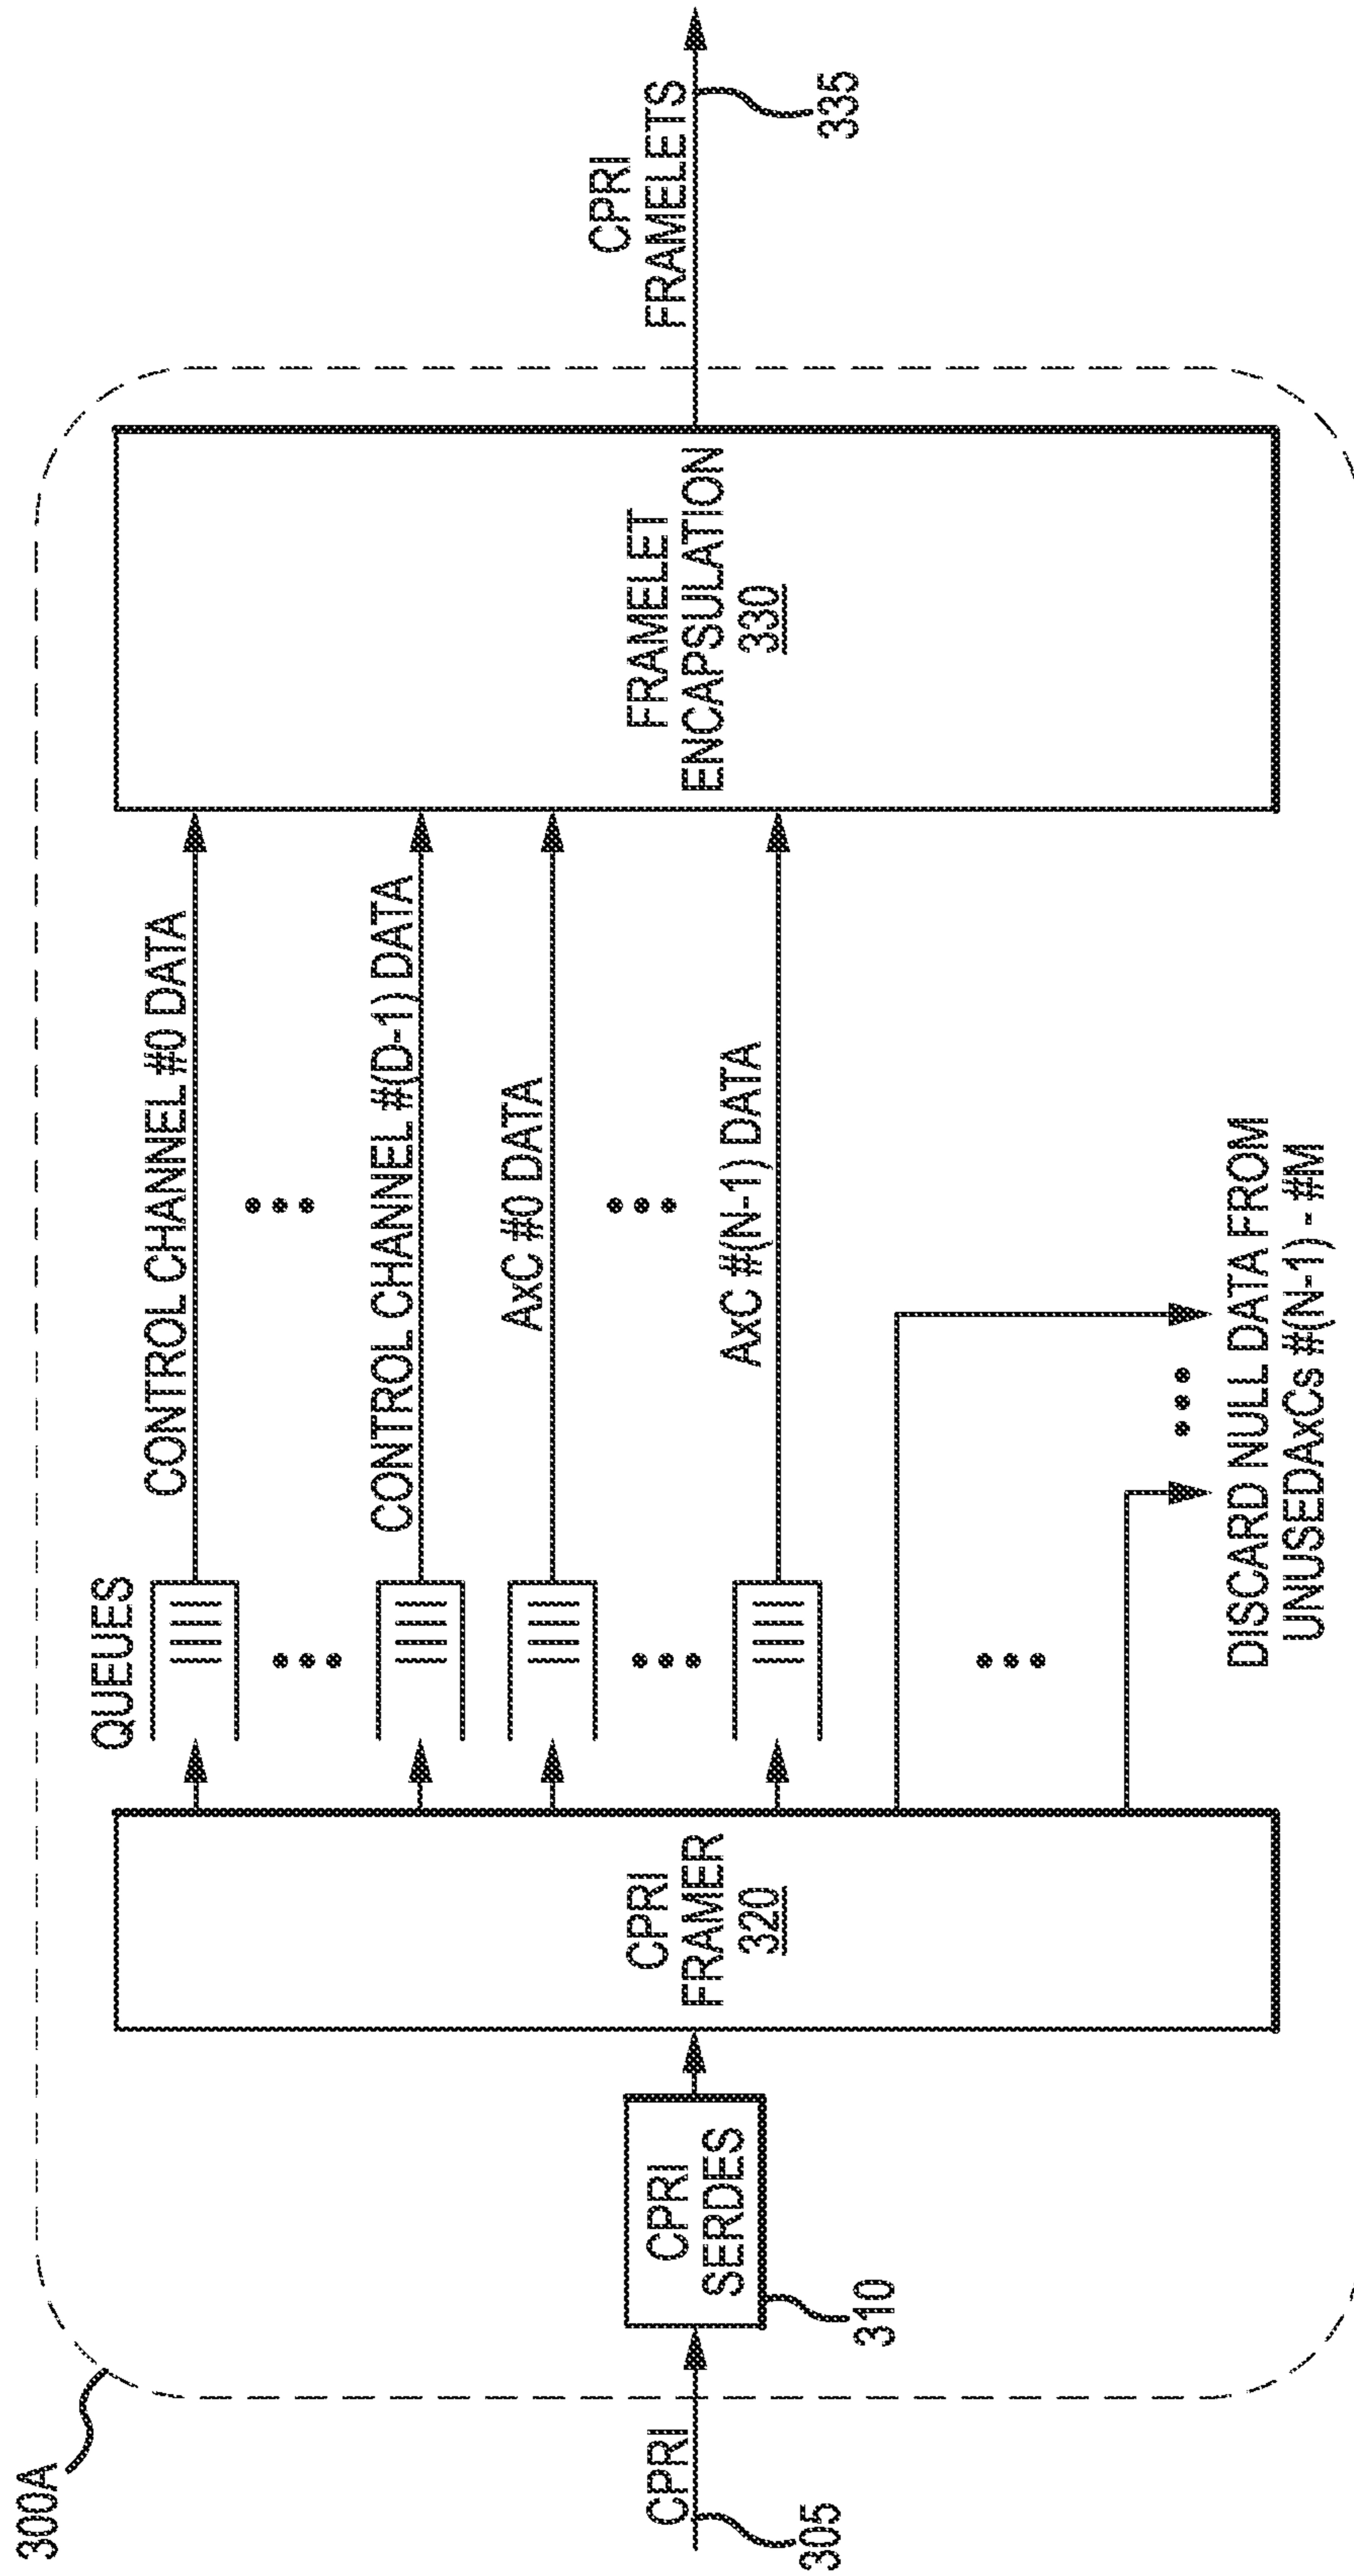 300A
CPRI
305
CPRI
SERDES
310
CPRI
FRAMER
320
QUEUES
CONTROL CHANNEL #0 DATA
CONTROL CHANNEL #(D-1) DATA
AxC #0 DATA
AxC #(N-1) DATA
DISCARD NULL DATA FROM
UNUSEDAxCs #(N-1) - #M
FRAMELET
ENCAPSULATION
330
CPRI
FRAMELETS
335